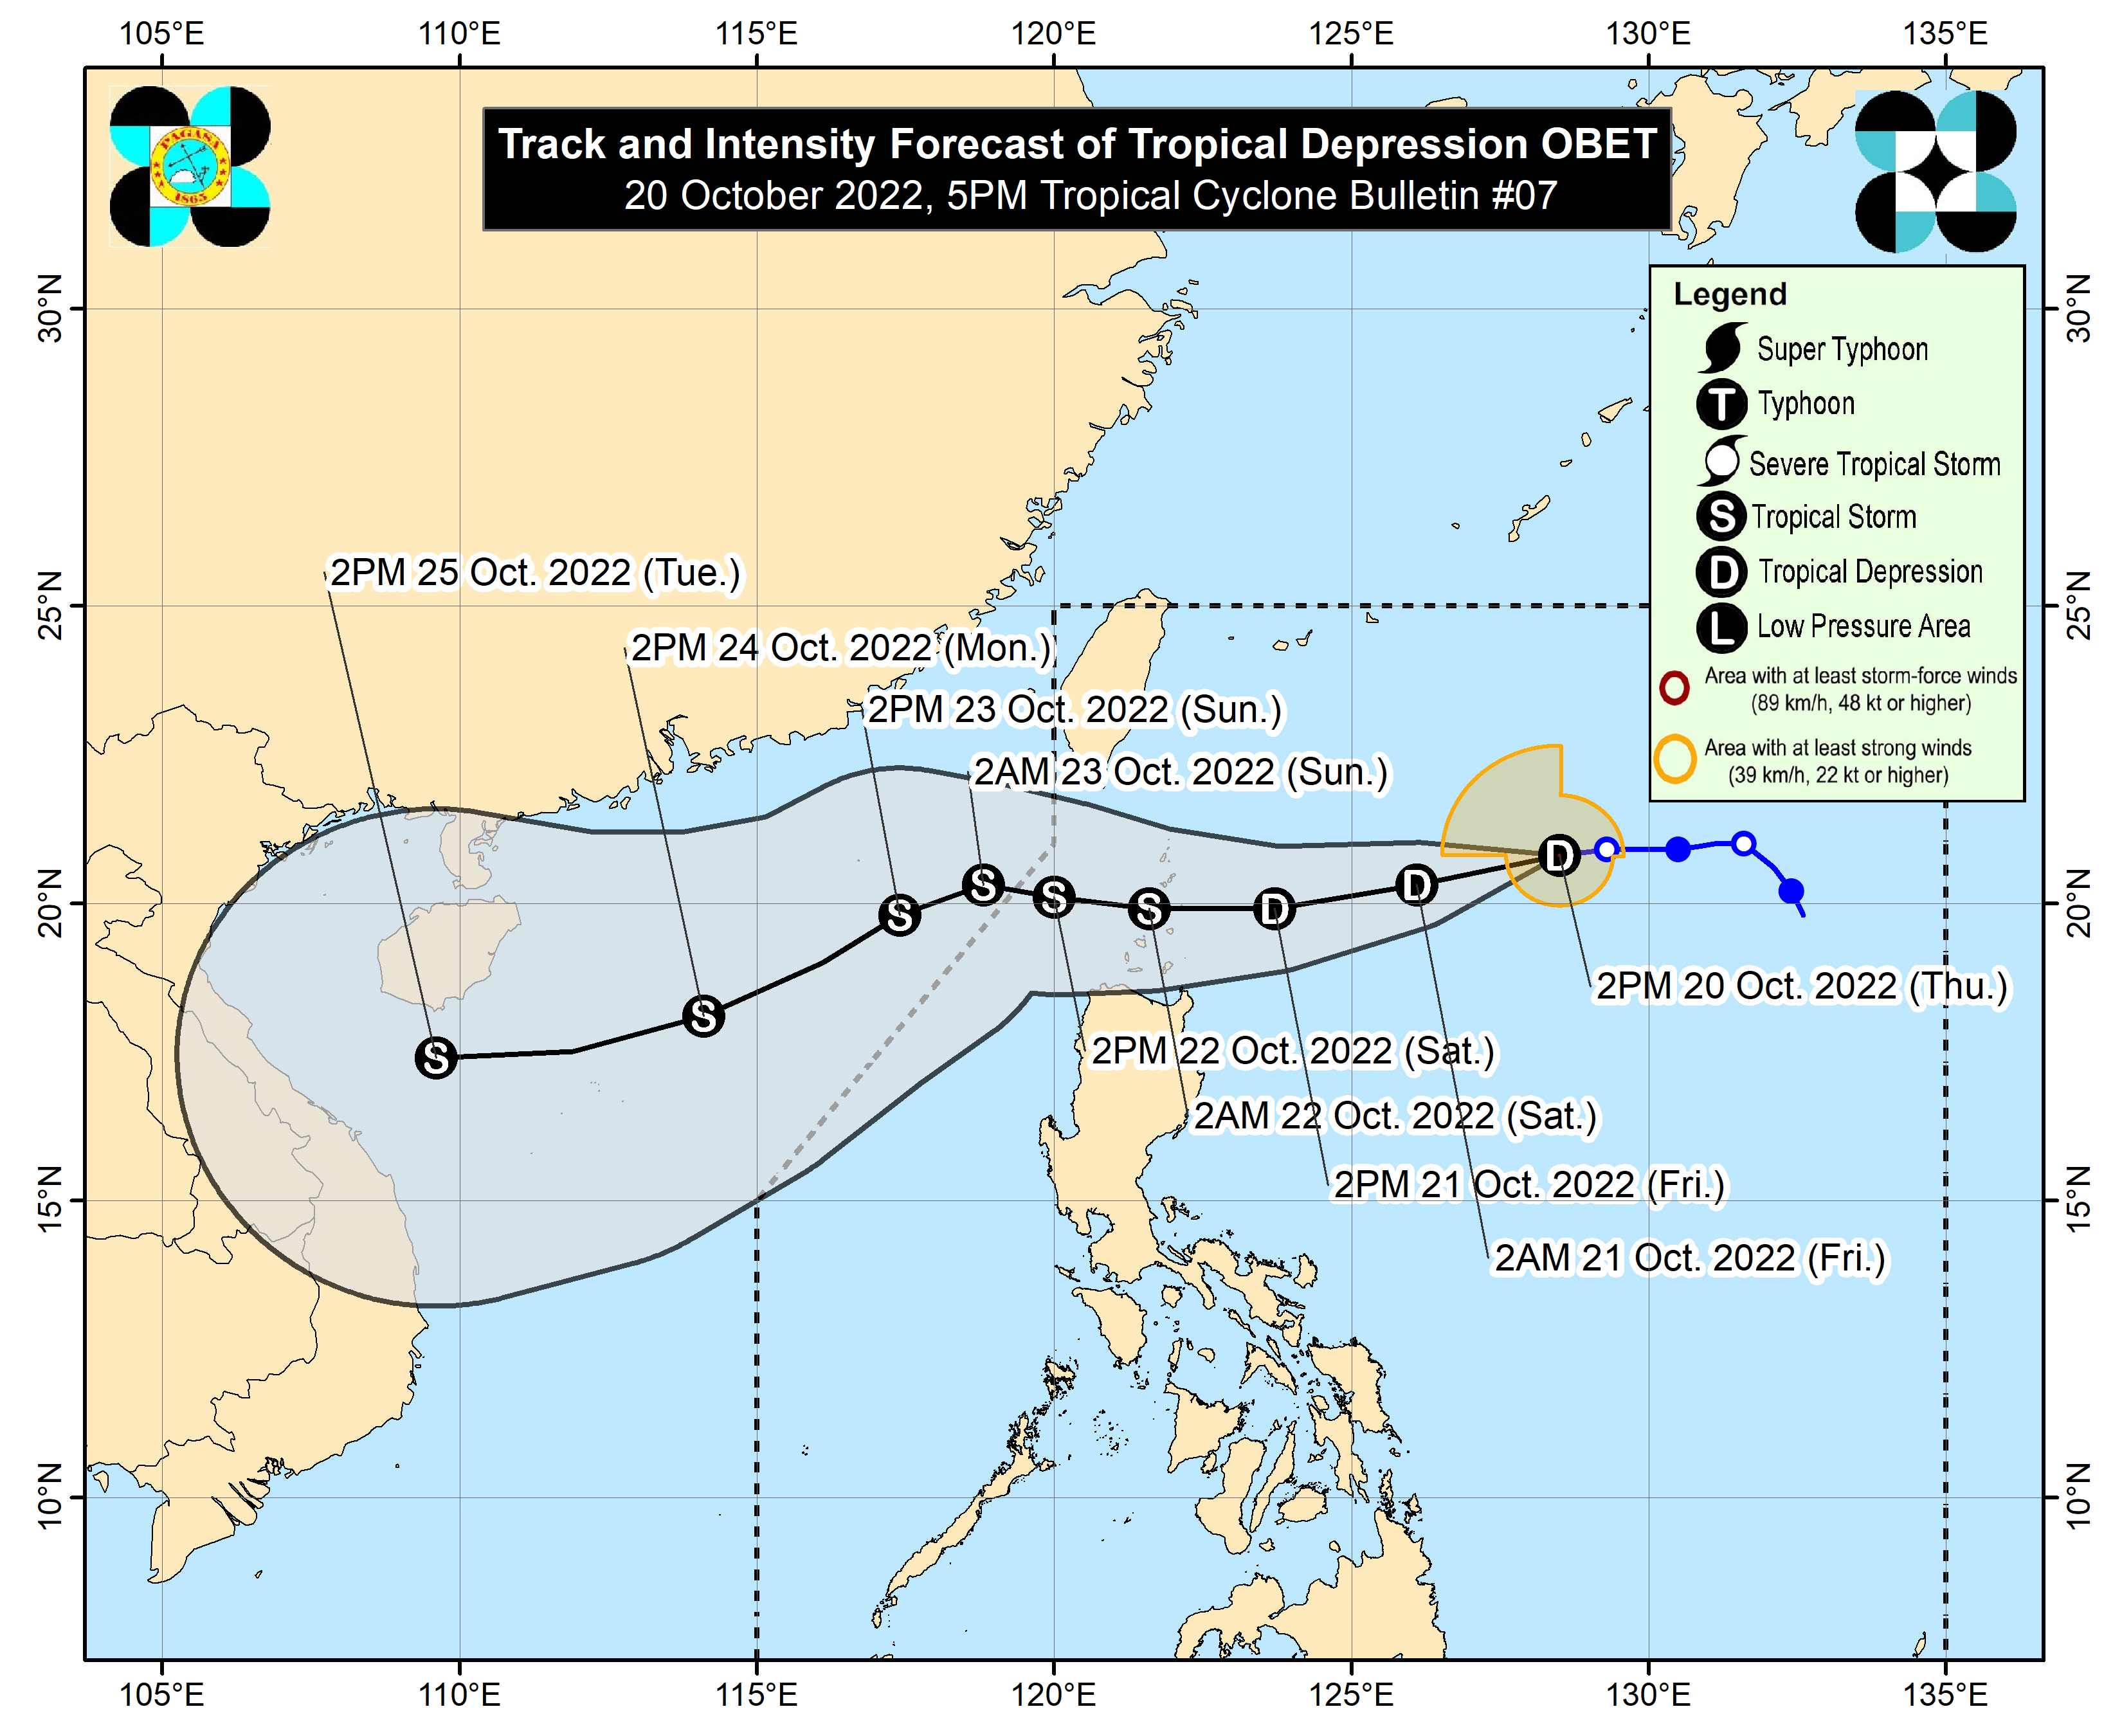 105°E 110°E 115°E 120°E 125°E 130°E 135°E
PAGASA
1865
Track and Intensity Forecast of Tropical Depression OBET
20 October 2022, 5PM Tropical Cyclone Bulletin #07
Legend
Super Typhoon
T Typhoon
Severe Tropical Storm
S Tropical Storm
D Tropical Depression
L Low Pressure Area
Area with at least storm-force winds
(89 km/h, 48 kt or higher)
Area with at least strong winds
(39 km/h, 22 kt or higher)
30°N 30°N
25°N 25°N
20°N 20°N
15°N 15°N
10°N 10°N
2PM 25 Oct. 2022 (Tue.)
2PM 24 Oct. 2022 (Mon.)
2PM 23 Oct. 2022 (Sun.)
2AM 23 Oct. 2022 (Sun.)
S S S S S S D D D
2PM 20 Oct. 2022 (Thu.)
2PM 22 Oct. 2022 (Sat.)
2AM 22 Oct. 2022 (Sat.)
2PM 21 Oct. 2022 (Fri.)
2AM 21 Oct. 2022 (Fri.)
105°E 110°E 115°E 120°E 125°E 130°E 135°E